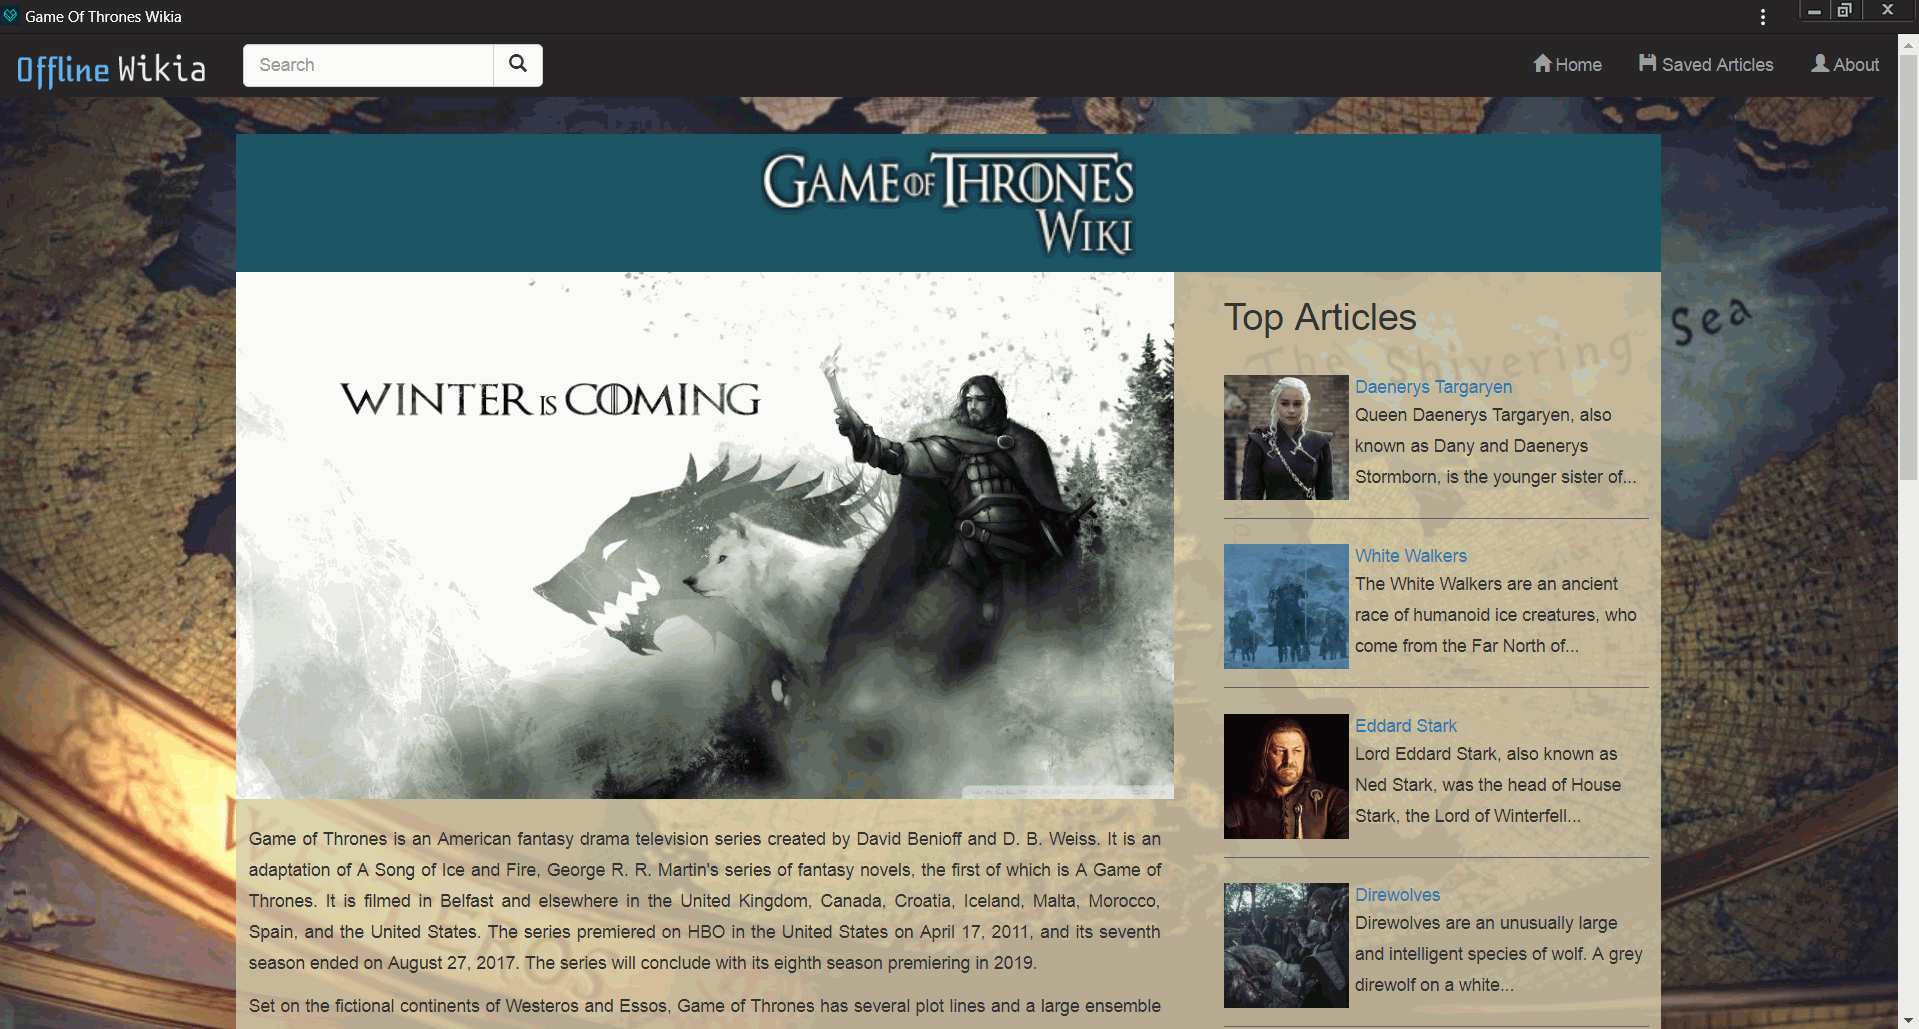 Game Of Thrones Wikia
Offline Wikia
Search
Home
Saved Articles
About
GAME OF THRONES
WIKI
WINTER IS COMING
Game of Thrones is an American fantasy drama television series created by David Benioff and D. B. Weiss. It is an
adaptation of A Song of Ice and Fire, George R. R. Martin's series of fantasy novels, the first of which is A Game of
Thrones. It is filmed in Belfast and elsewhere in the United Kingdom, Canada, Croatia, Iceland, Malta, Morocco,
Spain, and the United States. The series premiered on HBO in the United States on April 17, 2011, and its seventh
season ended on August 27, 2017. The series will conclude with its eighth season premiering in 2019.
Set on the fictional continents of Westeros and Essos, Game of Thrones has several plot lines and a large ensemble
Top Articles
Daenerys Targaryen
Queen Daenerys Targaryen, also
known as Dany and Daenerys
Stormborn, is the younger sister of...
White Walkers
The White Walkers are an ancient
race of humanoid ice creatures, who
come from the Far North of...
Eddard Stark
Lord Eddard Stark, also known as
Ned Stark, was the head of House
Stark, the Lord of Winterfell...
Direwolves
Direwolves are an unusually large
and intelligent species of wolf. A grey
direwolf on a white...
The Shivering Sea